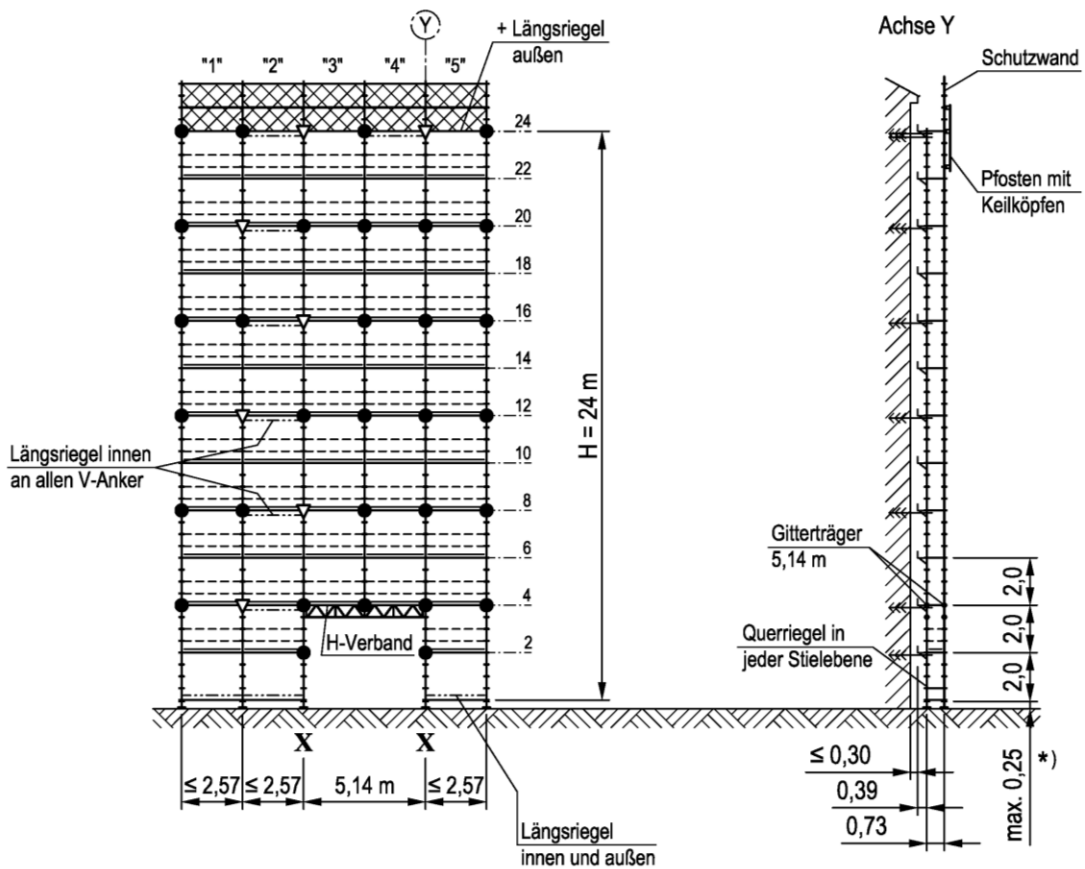 Y
+ Längsriegel
außen
Achse Y
"1"
"2"
"3"
"4"
"5"
Schutzwand
24
22
20
18
16
14
12
10
8
6
4
2
Pfosten mit
Keilköpfen
H = 24 m
Längsriegel innen
an allen V-Anker
Gitterträger
5,14 m
H-Verband
Querriegel in
jeder Stielebene
2,0
2,0
2,0
X
X
≤ 2,57
≤ 2,57
5,14 m
≤ 2,57
≤ 0,30
0,39
0,73
max. 0,25 *)
Längsriegel
innen und außen